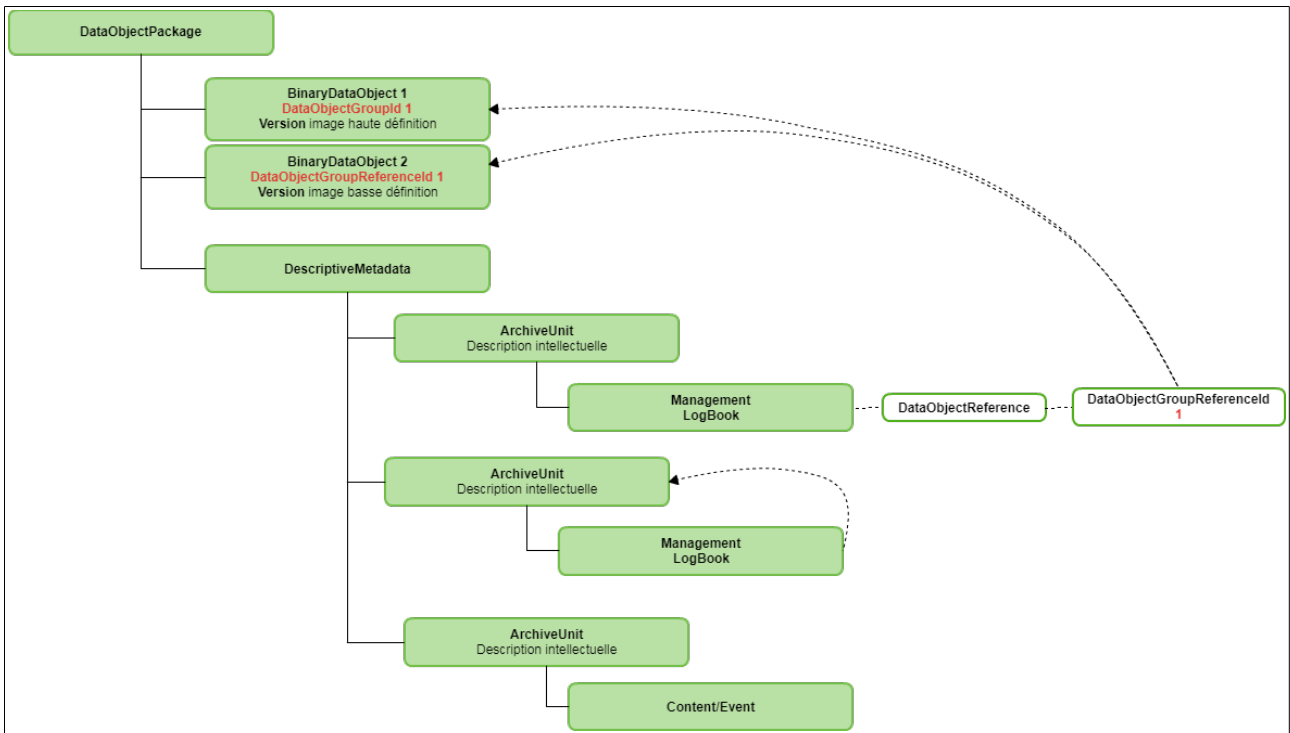 DataObjectPackage
BinaryDataObject 1
DataObjectGroupId 1
Version image haute définition
BinaryDataObject 2
DataObjectGroupReferenceId 1
Version image basse définition
DescriptiveMetadata
ArchiveUnit
Description intellectuelle
Management
LogBook
DataObjectReference
DataObjectGroupReferenceId
1
ArchiveUnit
Description intellectuelle
Management
LogBook
ArchiveUnit
Description intellectuelle
Content/Event